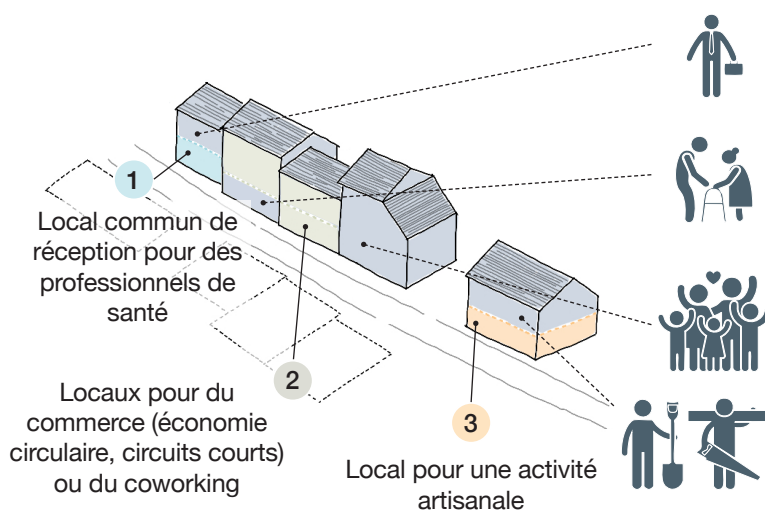 1
Local commun de
réception pour des
professionnels de
santé
2
Locaux pour du
commerce (économie
circulaire, circuits courts)
ou du coworking
3
Local pour une activité
artisanale